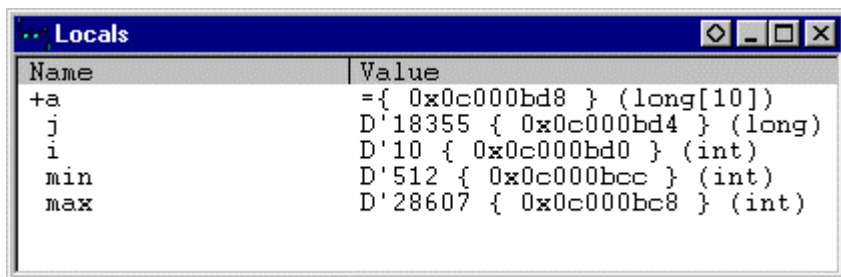 Locals
Name Value
+a ={ 0x0c000bd8 } (long[10])
j D'18355 { 0x0c000bd4 } (long)
i D'10 { 0x0c000bd0 } (int)
min D'512 { 0x0c000bcc } (int)
max D'28607 { 0x0c000bc8 } (int)